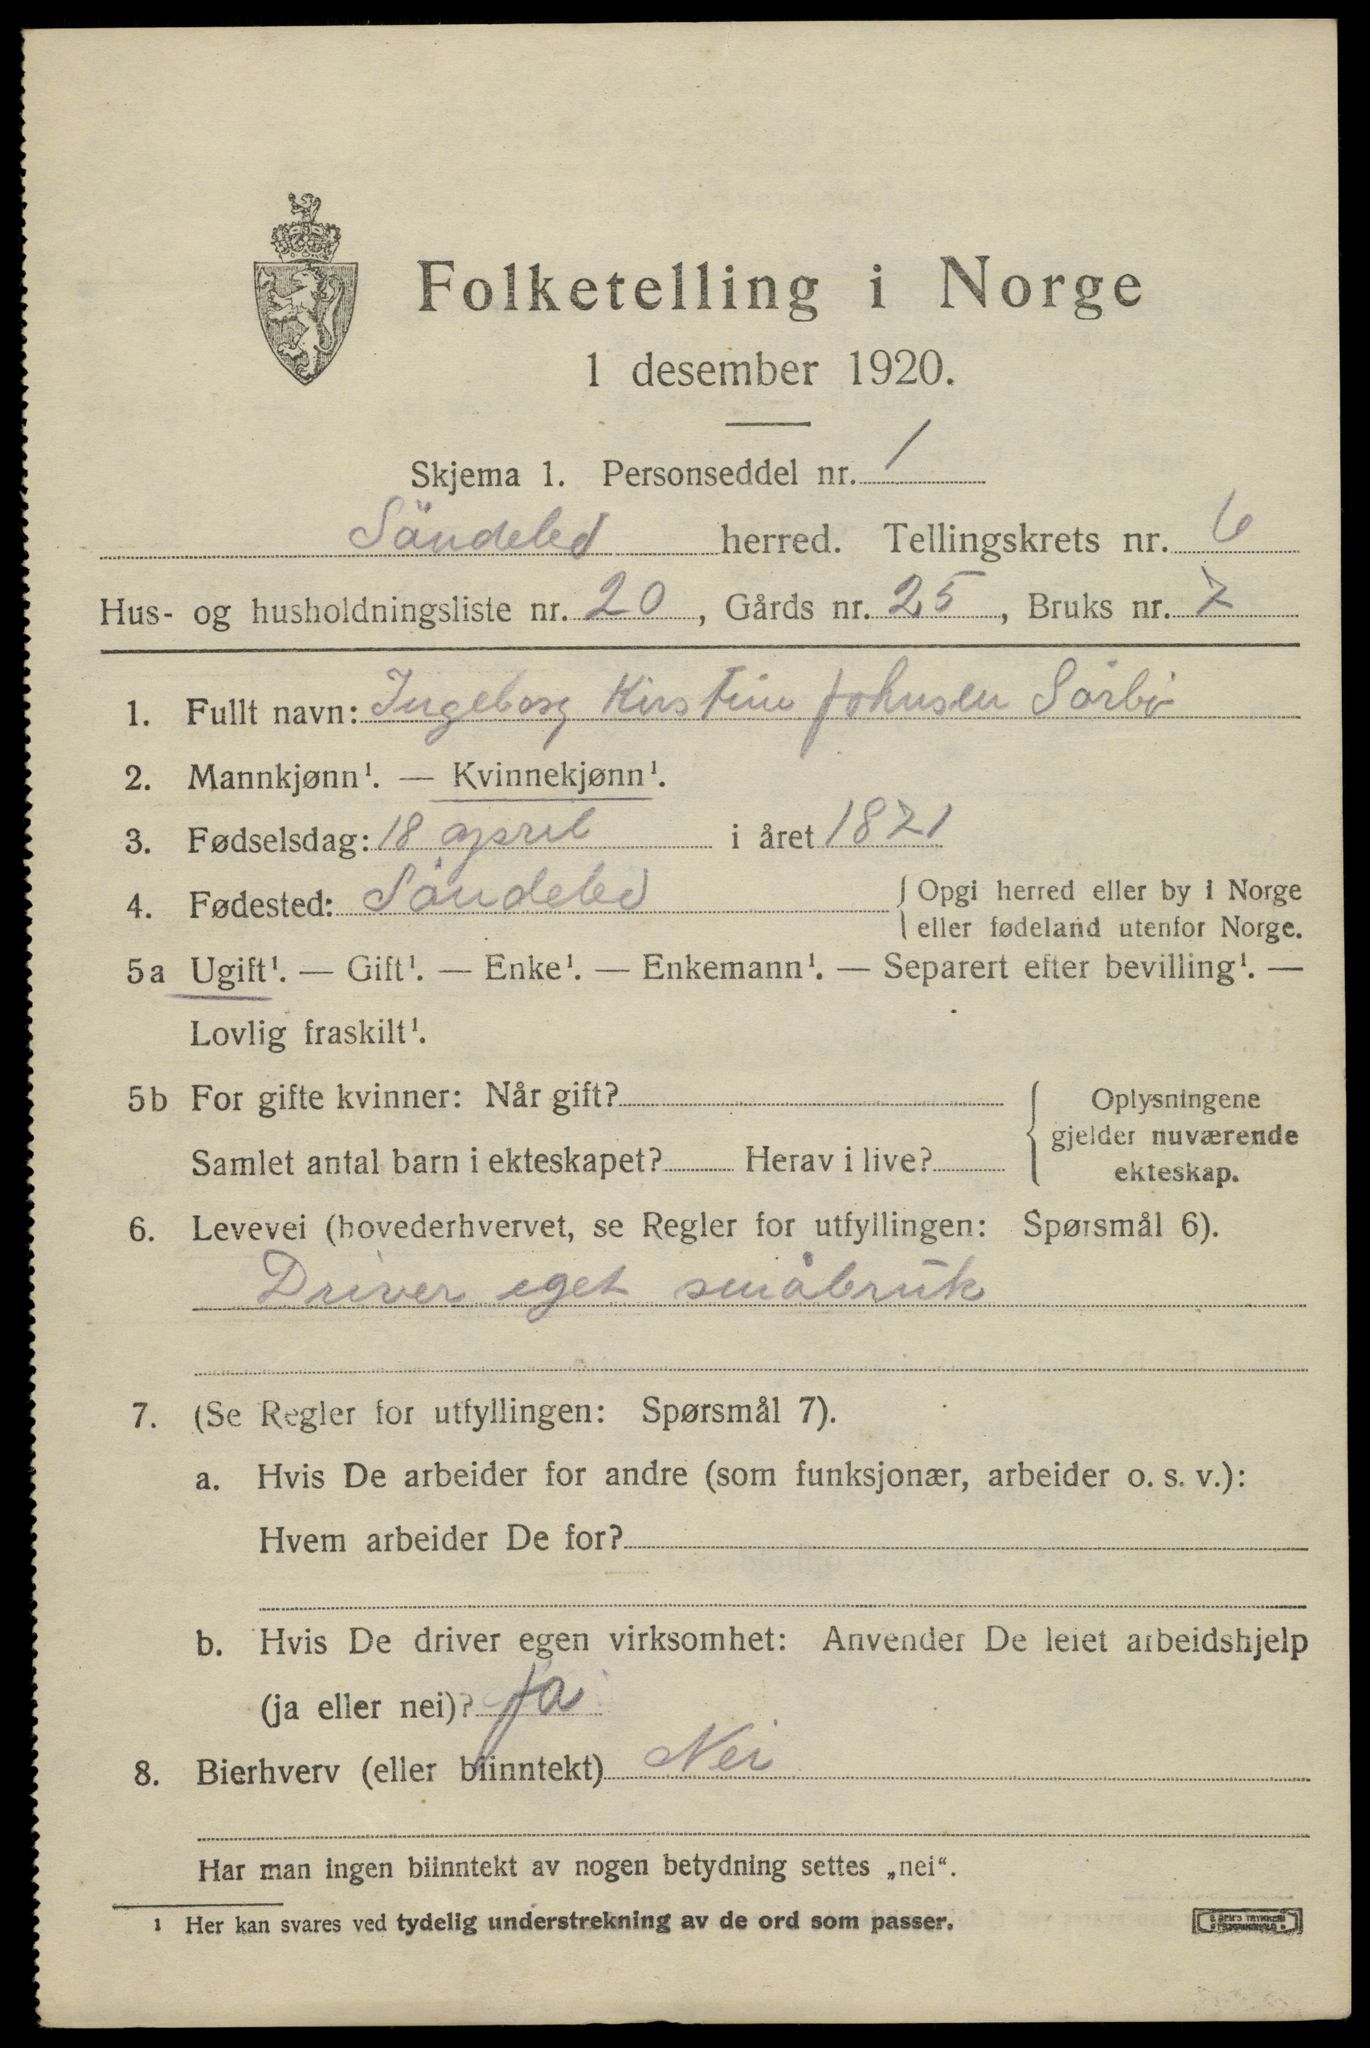 Folketelling i Norge
1 desember 1920.
Skjema 1. Personseddel nr. 1
Söndeled herred. Tellingskrets nr. 6
Hus- og husholdningsliste nr. 20, Gårds nr. 25, Bruks nr. 7
1. Fullt navn: Ingeborg Kirstine Johnsen Sörbö
2. Mannkjønn¹. — Kvinnekjønn¹.
3. Fødselsdag: 18 april i året 1871
4. Fødested: Söndeled { Opgi herred eller by i Norge
eller fødeland utenfor Norge.
5a Ugift¹. — Gift¹. — Enke¹. — Enkemann¹. — Separert efter bevilling¹. —
Lovlig fraskilt¹.
5b For gifte kvinner: Når gift? { Oplysningene
gjelder nuværende
Samlet antal barn i ekteskapet? Herav i live?
ekteskap.
6. Levevei (hovederhvervet, se Regler for utfyllingen: Spørsmål 6).
Driver eget småbruk
7. (Se Regler for utfyllingen: Spørsmål 7).
a. Hvis De arbeider for andre (som funksjonær, arbeider o. s. v.):
Hvem arbeider De for?
b. Hvis De driver egen virksomhet: Anvender De leiet arbeidshjelp
(ja eller nei)? Ja
8. Bierhverv (eller biinntekt) Nei
Har man ingen biinntekt av nogen betydning settes „nei“.
1 Her kan svares ved tydelig understrekning av de ord som passer.